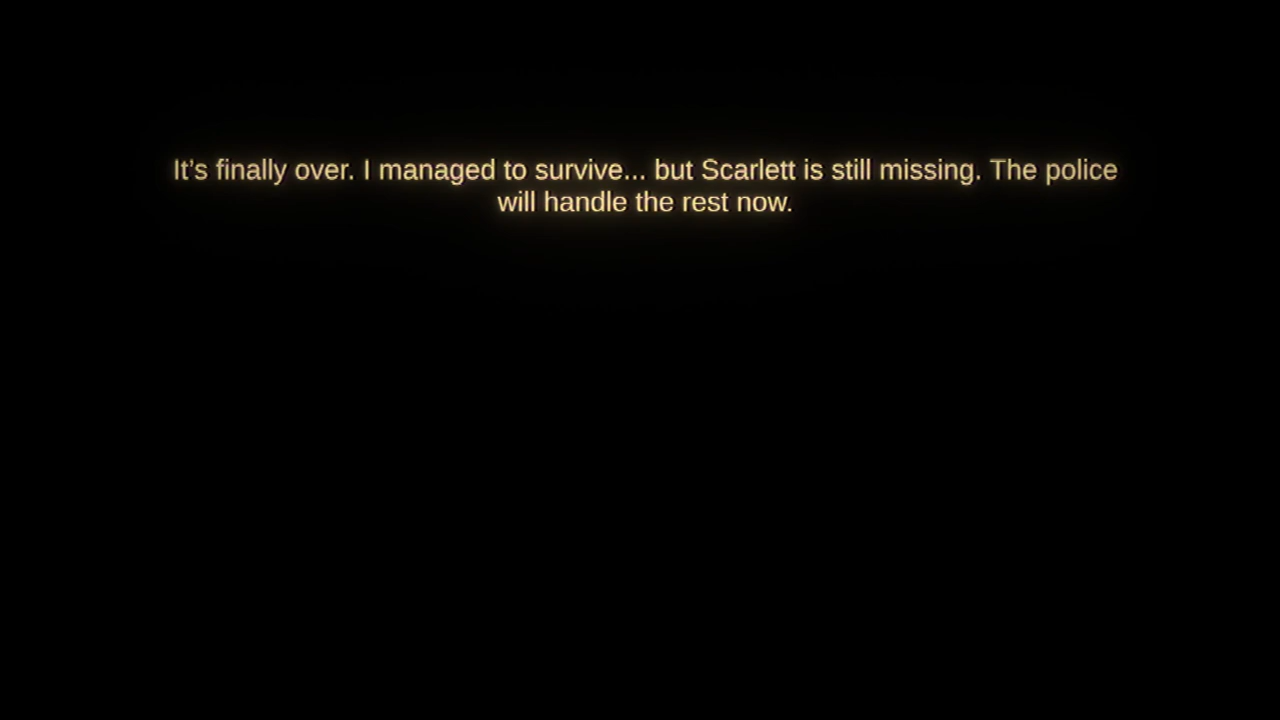 It’s finally over. I managed to survive... but Scarlett is still missing. The police
will handle the rest now.